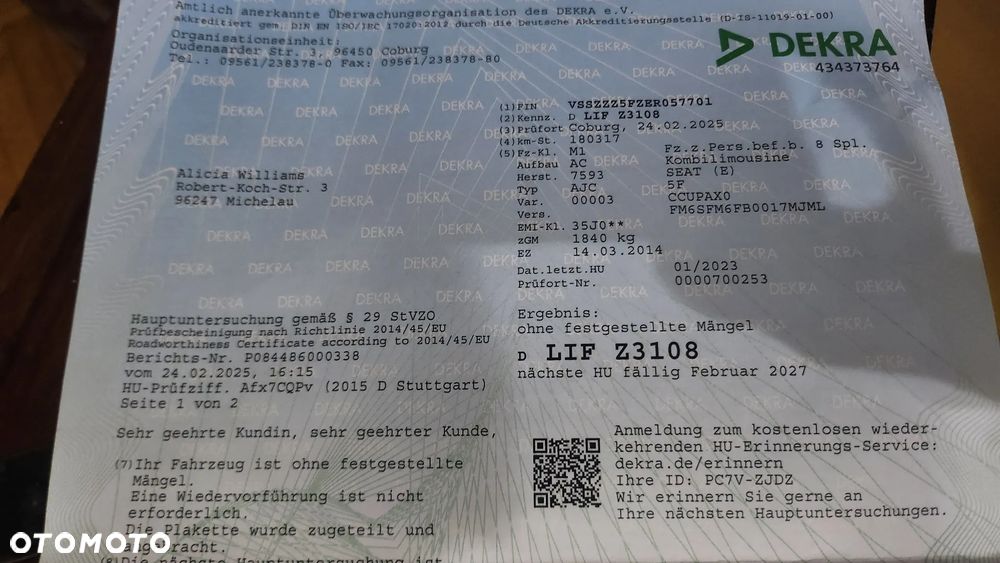 Amtlich anerkannte Überwachungsorganisation des DEKRA e.V.
akkreditiert gem. DIN EN ISO/IEC 17020:2012 durch die Deutsche Akkreditierungsstelle (D-IS-11019-01-00)
Organisationseinheit:
Oudenaarder Str. 3, 96450 Coburg
Tel.: 09561/238378-0 Fax: 09561/238378-80
DEKRA
434373764
Alicia Williams
Robert-Koch-Str. 3
96247 Michelau
(1) FIN VSSZZZ5FZER057701
(2) Kennz. D LIF Z3108
(3) Prüfort Coburg, 24.02.2025
(4) km-St. 180317
(5) Fz-Kl. M1 Fz.z.Pers.bef.b. 8 Spl.
Aufbau AC Kombilimousine
Herst. 7593 SEAT (E)
Typ AJC 5F
Var. 00003 CCUPAX0
Vers. FM6SFM6FB0017MJML
EMI-Kl. 35J0**
zGM 1840 kg
EZ 14.03.2014
Dat.letzt.HU 01/2023
Prüfort-Nr. 0000700253
Hauptuntersuchung gemäß § 29 StVZO
Prüfbescheinigung nach Richtlinie 2014/45/EU
Roadworthiness Certificate according to 2014/45/EU
Berichts-Nr. P084486000338
vom 24.02.2025, 16:15
HU-Prüfziff. Afx7CQPv (2015 D Stuttgart)
Seite 1 von 2
Ergebnis:
ohne festgestellte Mängel
D LIF Z3108
nächste HU fällig Februar 2027
Sehr geehrte Kundin, sehr geehrter Kunde,
(7) Ihr Fahrzeug ist ohne festgestellte
Mängel.
Eine Wiedervorführung ist nicht
erforderlich.
Die Plakette wurde zugeteilt und
angebracht.
(8) Die nächste Hauptuntersuchung ist
Anmeldung zum kostenlosen wieder-
kehrenden HU-Erinnerungs-Service:
dekra.de/erinnern
Ihre ID: PC7V-ZJDZ
Wir erinnern Sie gerne an
Ihre nächsten Hauptuntersuchungen.
OTOMOTO